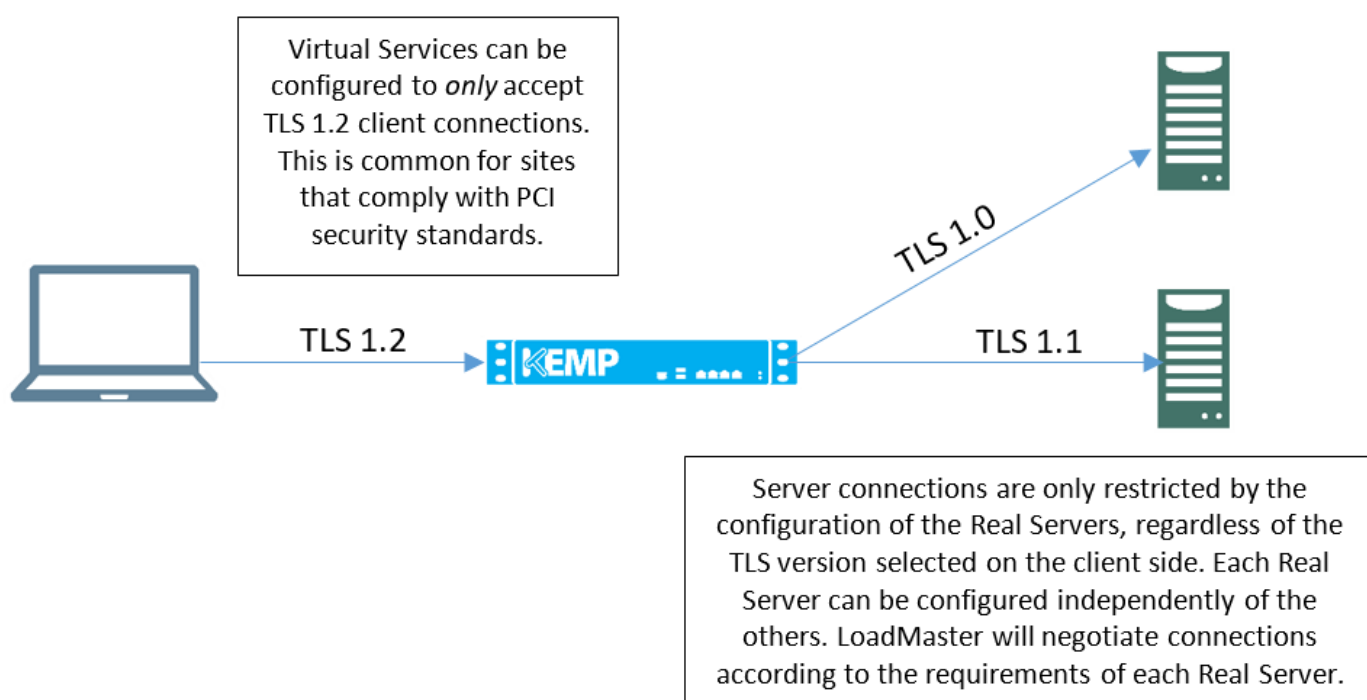 Virtual Services can be
configured to only accept
TLS 1.2 client connections.
This is common for sites
that comply with PCI
security standards.
TLS 1.0
TLS 1.2
KEMP
TLS 1.1
Server connections are only restricted by the
configuration of the Real Servers, regardless of the
TLS version selected on the client side. Each Real
Server can be configured independently of the
others. LoadMaster will negotiate connections
according to the requirements of each Real Server.